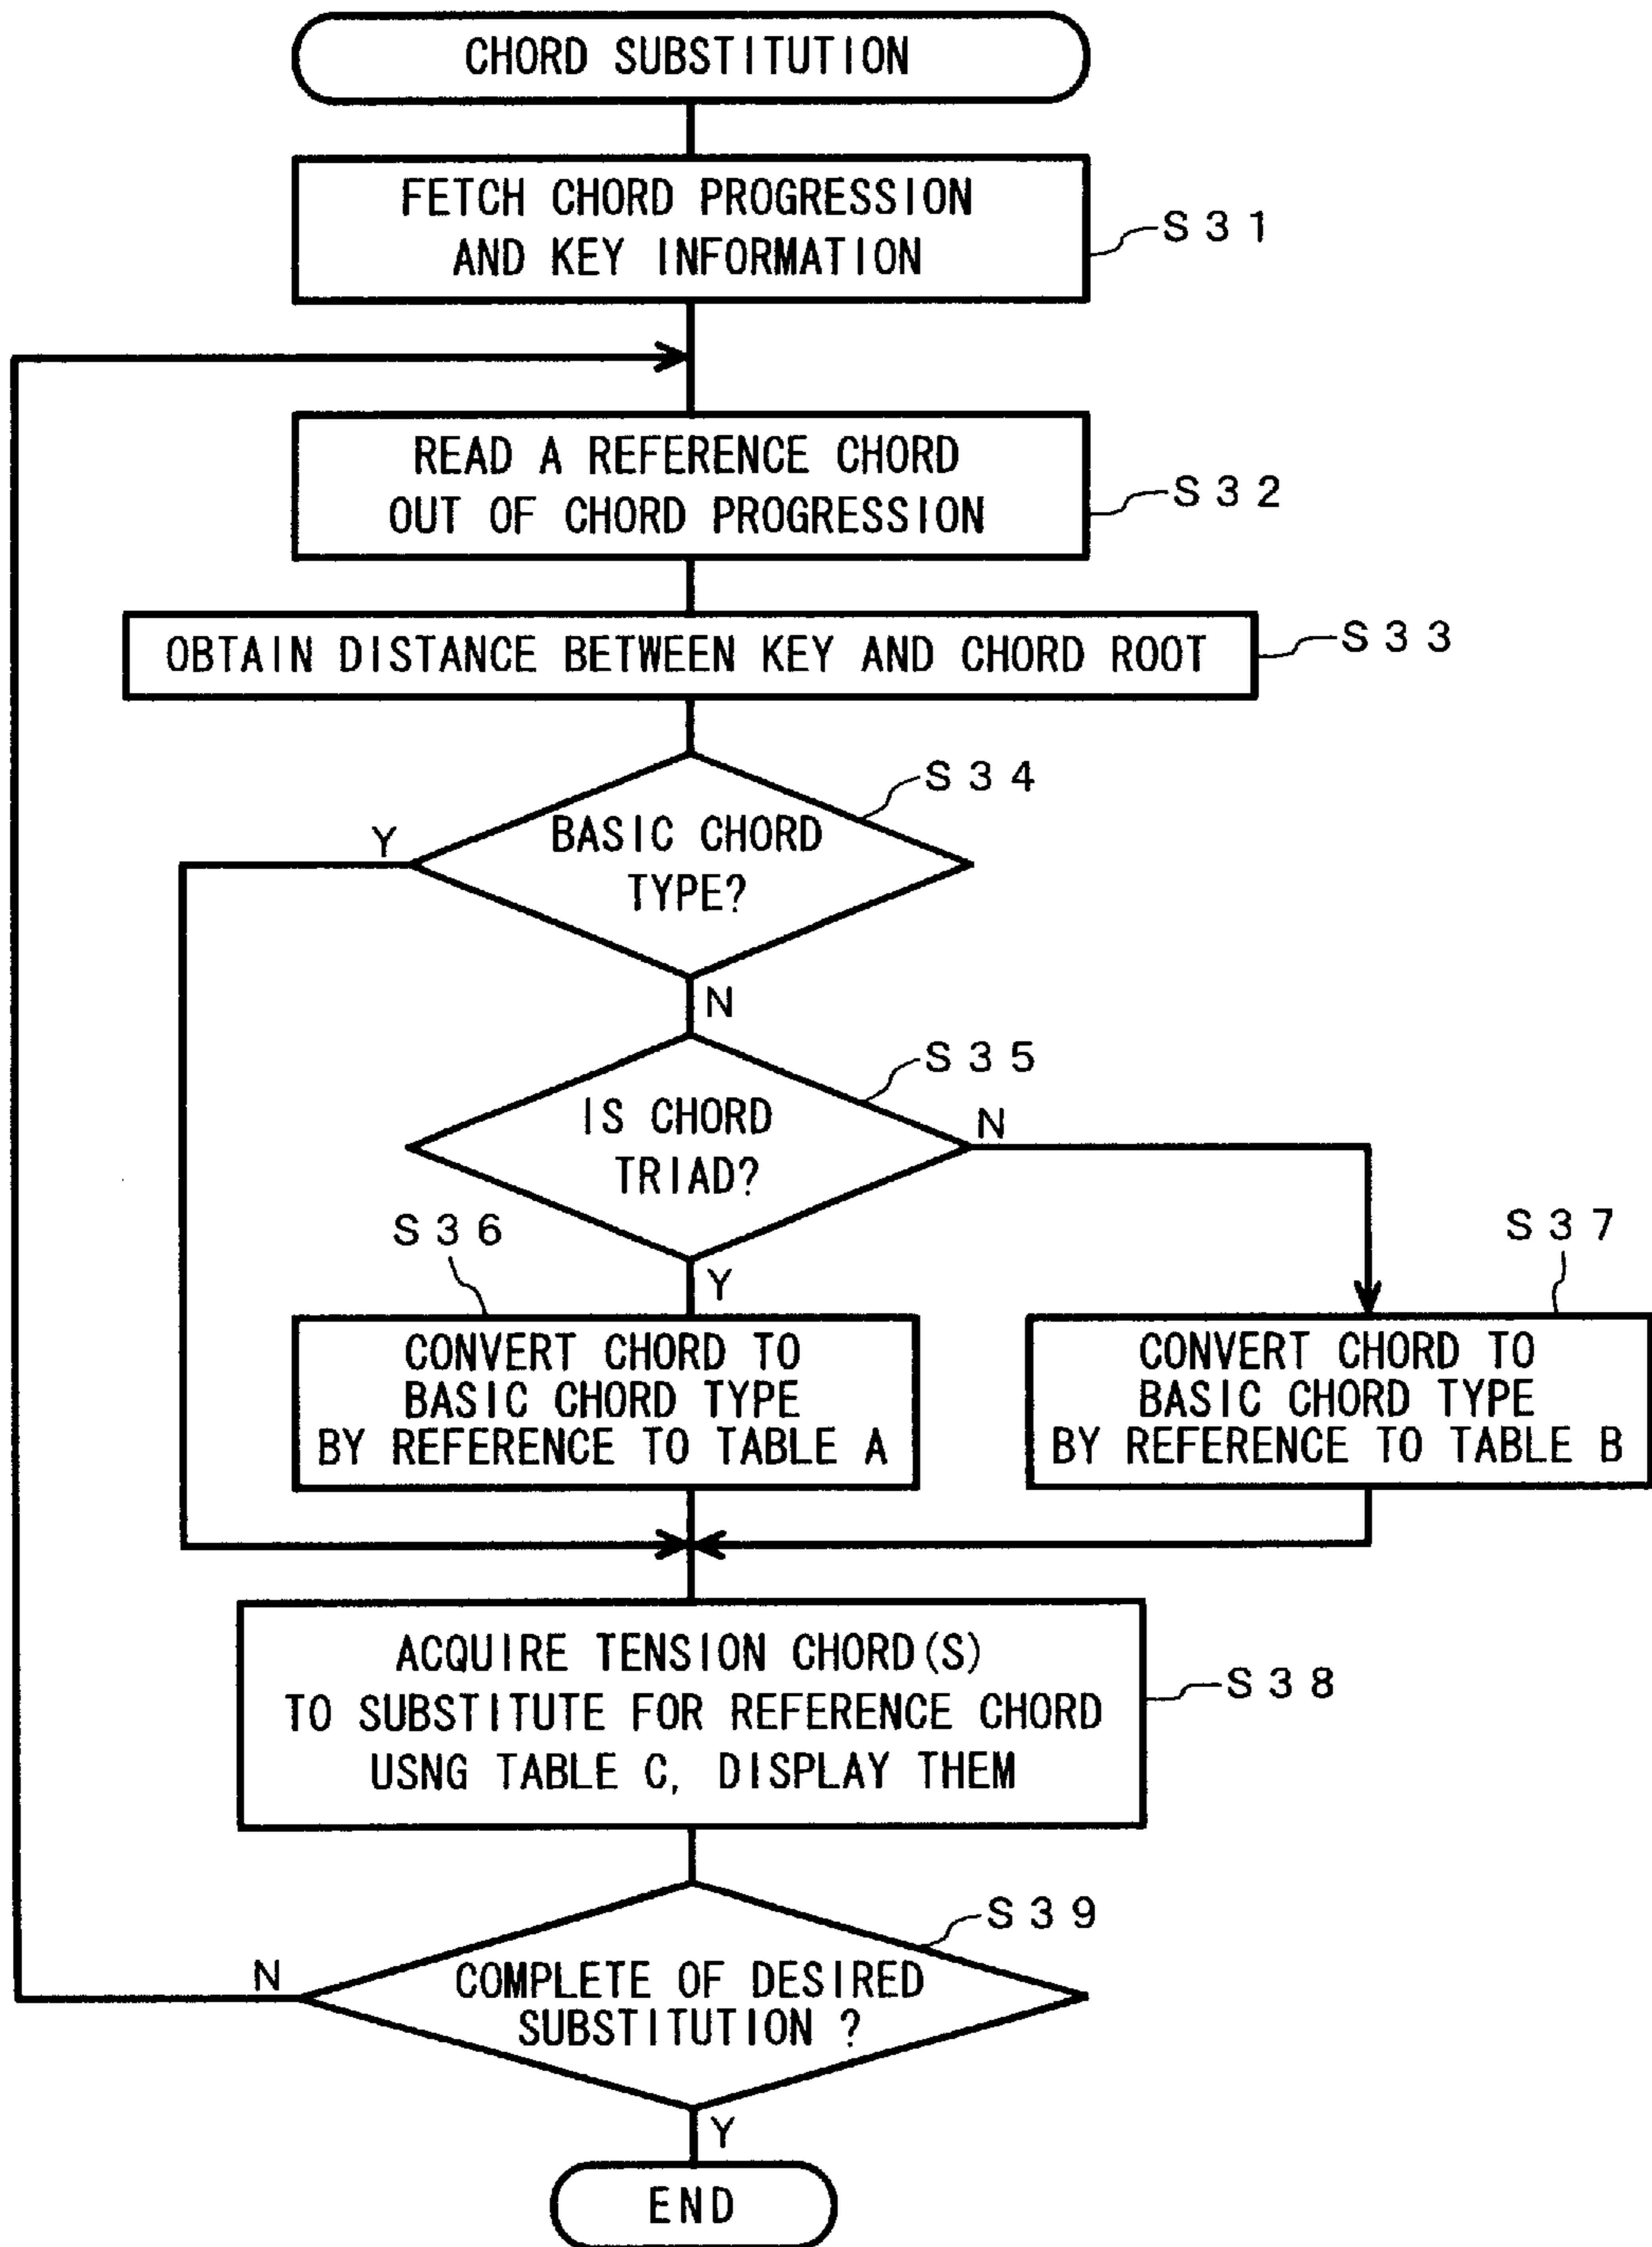 CHORD SUBSTITUTION
FETCH CHORD PROGRESSION
AND KEY INFORMATION
S31
READ A REFERENCE CHORD
OUT OF CHORD PROGRESSION
S32
OBTAIN DISTANCE BETWEEN KEY AND CHORD ROOT
S33
S34
BASIC CHORD
TYPE?
Y
N
S35
IS CHORD
TRIAD?
N
Y
S36
CONVERT CHORD TO
BASIC CHORD TYPE
BY REFERENCE TO TABLE A
S37
CONVERT CHORD TO
BASIC CHORD TYPE
BY REFERENCE TO TABLE B
ACQUIRE TENSION CHORD(S)
TO SUBSTITUTE FOR REFERENCE CHORD
USNG TABLE C, DISPLAY THEM
S38
S39
COMPLETE OF DESIRED
SUBSTITUTION ?
N
Y
END